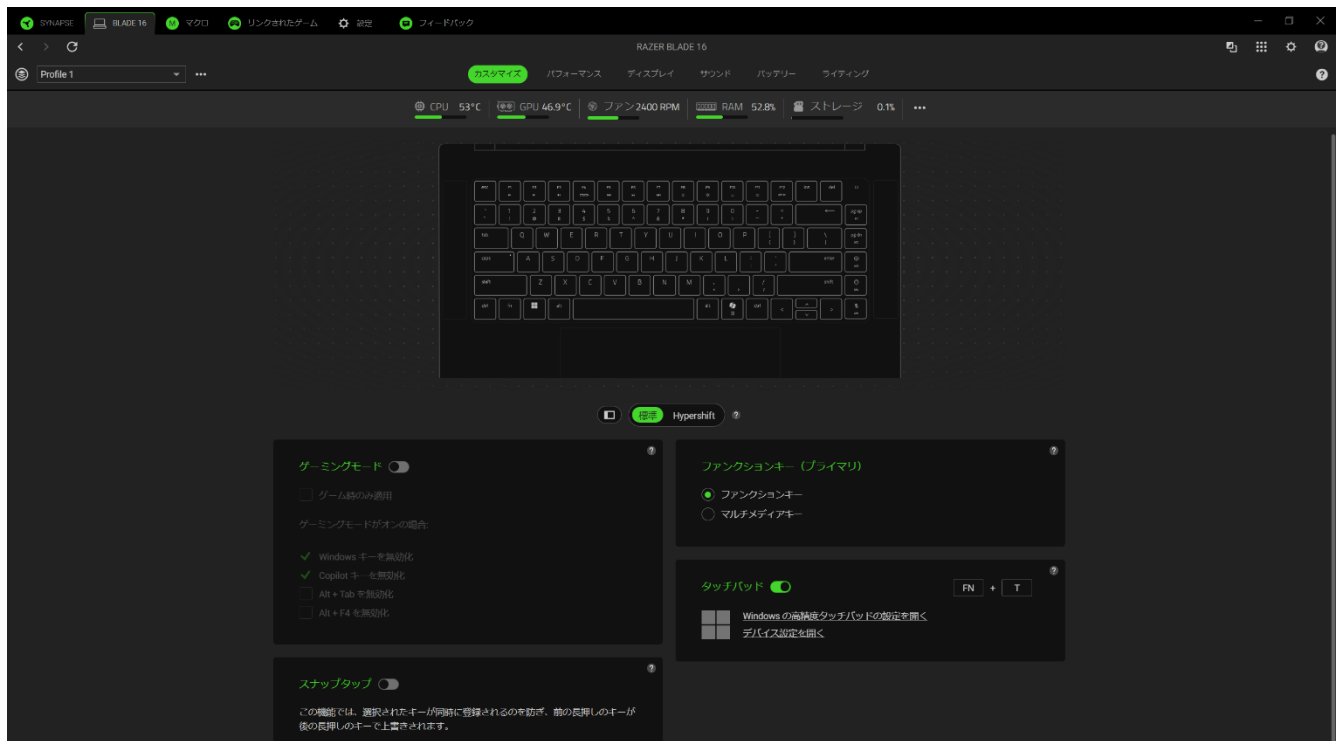 SYNAPSE BLADE 16 マクロ リンクされたゲーム 設定 フィードバック
RAZER BLADE 16
Profile 1 カスタマイズ パフォーマンス ディスプレイ サウンド バッテリー ライティング
CPU 53°C GPU 46.9°C ファン 2400 RPM RAM 52.8% ストレージ 0.1%
Q W E R T Y U I O P
A S D F G H J K L
Z X C V B N M
標準 Hypershift
ゲーミングモード
ゲーム時のみ適用
ゲーミングモードがオンの場合:
Windows キーを無効化
Copilot キーを無効化
Alt + Tab を無効化
Alt + F4 を無効化
ファンクションキー（プライマリ）
ファンクションキー
マルチメディアキー
タッチパッド FN + T
Windows の高精度タッチパッドの設定を開く
デバイス設定を開く
スナップタップ
この機能では、選択されたキーが同時に登録されるのを防ぎ、前の長押しのキーが
後の長押しのキーで上書きされます。